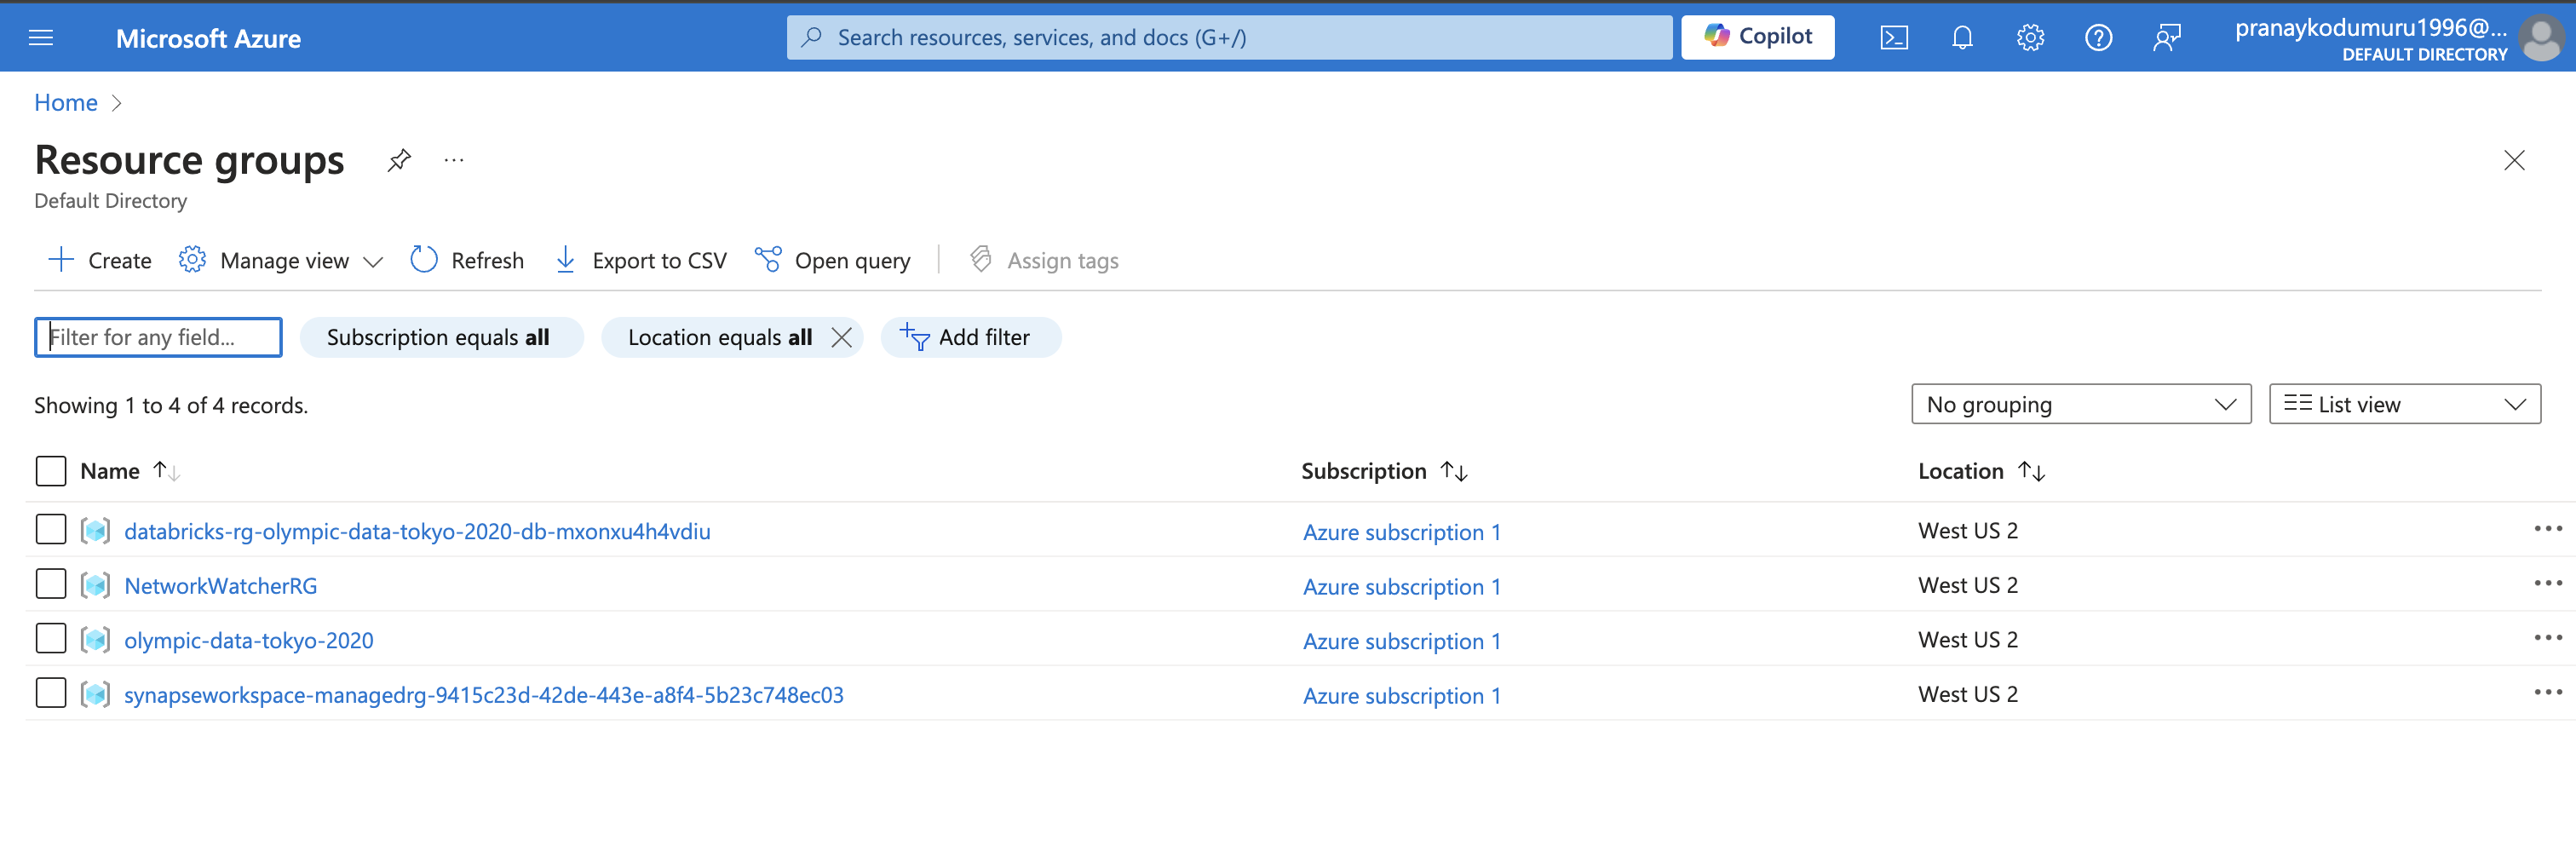 Microsoft Azure
Search resources, services, and docs (G+/)
Copilot
pranaykodumuru1996@...
DEFAULT DIRECTORY
Home
Resource groups
Default Directory
Create
Manage view
Refresh
Export to CSV
Open query
Assign tags
Filter for any field...
Subscription equals all
Location equals all
Add filter
Showing 1 to 4 of 4 records.
No grouping
List view
Name
Subscription
Location
databricks-rg-olympic-data-tokyo-2020-db-mxonxu4h4vdiu
Azure subscription 1
West US 2
NetworkWatcherRG
Azure subscription 1
West US 2
olympic-data-tokyo-2020
Azure subscription 1
West US 2
synapseworkspace-managedrg-9415c23d-42de-443e-a8f4-5b23c748ec03
Azure subscription 1
West US 2